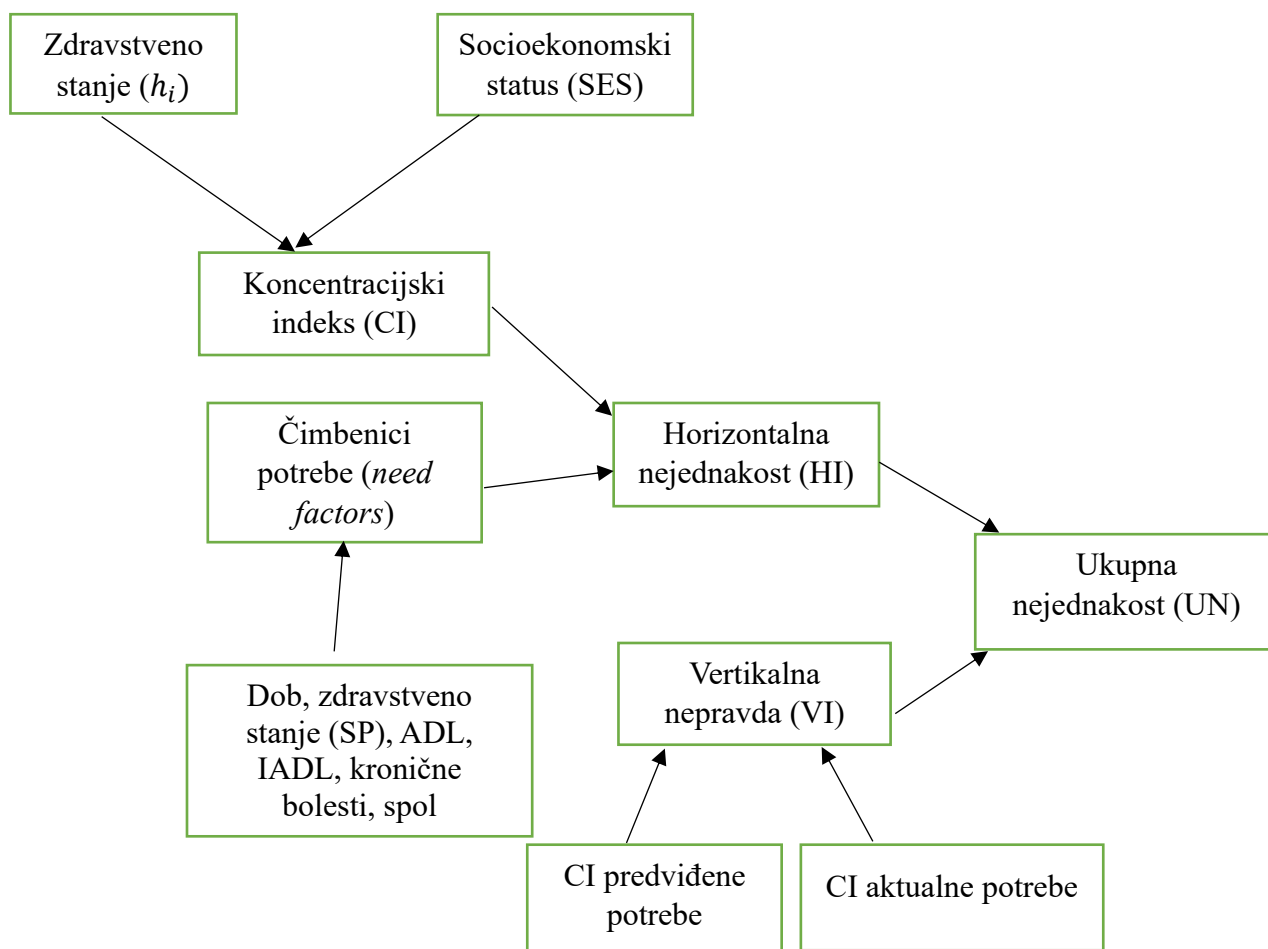 Zdravstveno
stanje (hᵢ)
Socioekonomski
status (SES)
Koncentracijski
indeks (CI)
Čimbenici
potrebe (need
factors)
Horizontalna
nejednakost (HI)
Ukupna
nejednakost (UN)
Dob, zdravstveno
stanje (SP), ADL,
IADL, kronične
bolesti, spol
Vertikalna
nepravda (VI)
CI predviđene
potrebe
CI aktualne potrebe